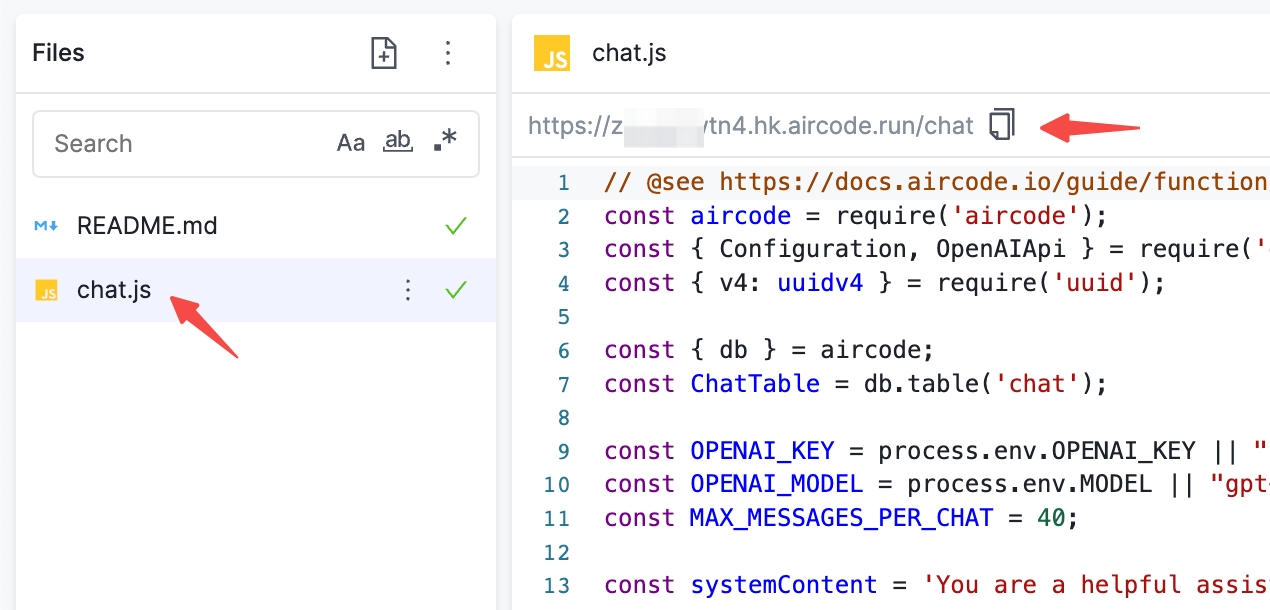 Files
Search Aa ab .*
README.md
JS chat.js
JS chat.js
https://z tn4.hk.aircode.run/chat
1 // @see https://docs.aircode.io/guide/function
2 const aircode = require('aircode');
3 const { Configuration, OpenAIApi } = require('
4 const { v4: uuidv4 } = require('uuid');
5
6 const { db } = aircode;
7 const ChatTable = db.table('chat');
8
9 const OPENAI_KEY = process.env.OPENAI_KEY || "
10 const OPENAI_MODEL = process.env.MODEL || "gpt
11 const MAX_MESSAGES_PER_CHAT = 40;
12
13 const systemContent = 'You are a helpful assis